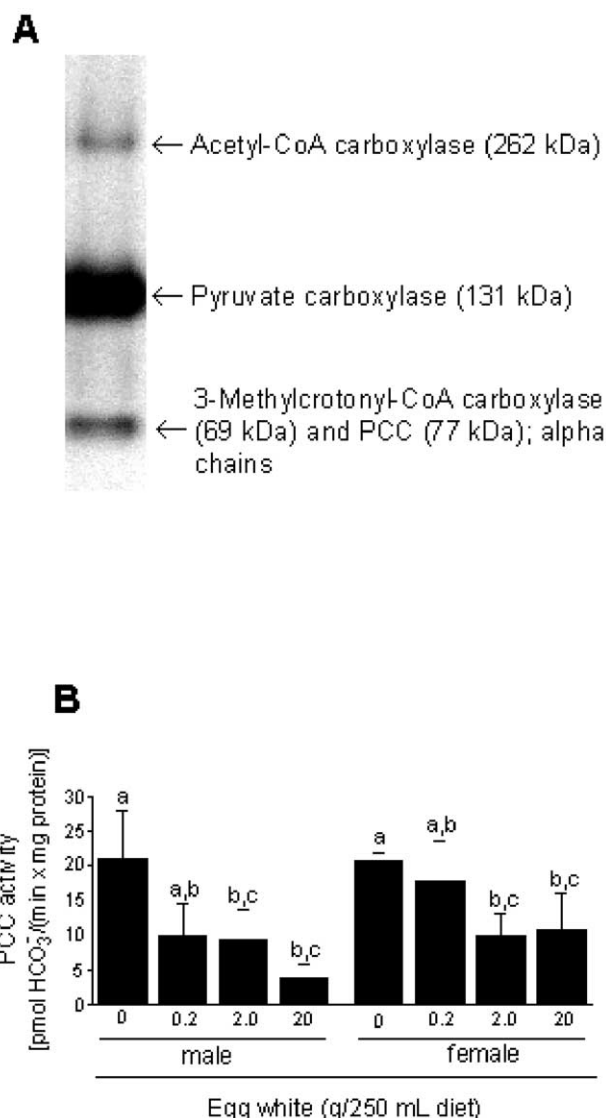 A
← Acetyl-CoA carboxylase (262 kDa)
← Pyruvate carboxylase (131 kDa)
3-Methylcrotonyl-CoA carboxylase
← (69 kDa) and PCC (77 kDa); alpha
chains
B
PCC activity
[pmol HCO₃⁻/(min x mg protein)]
30
25
20
15
10
5
0
a
a,b
b,c
b,c
a
a,b
b,c
b,c
0 0.2 2.0 20 0 0.2 2.0 20
male female
Egg white (g/250 mL diet)